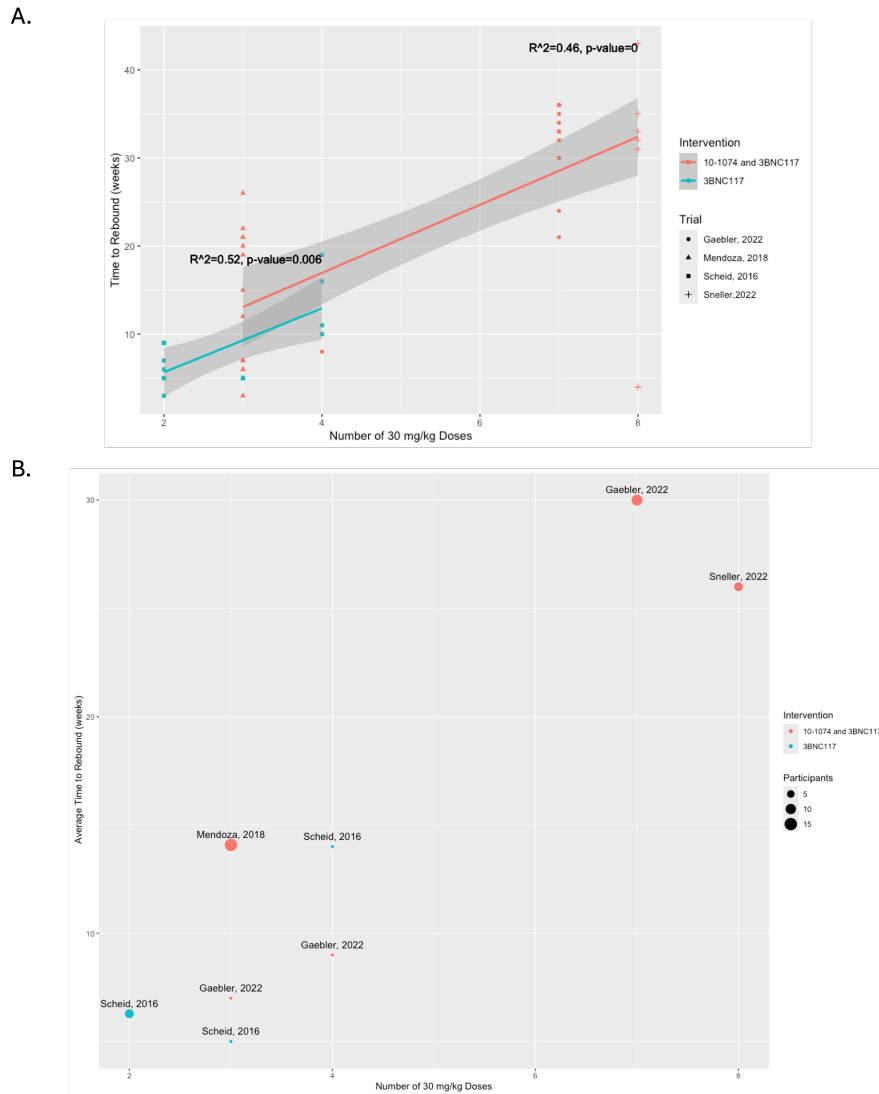 A.
R^2=0.46, p-value=0
R^2=0.52, p-value=0.006
40
30
20
10
Time to Rebound (weeks)
2
4
6
8
Number of 30 mg/kg Doses
Intervention
10-1074 and 3BNC117
3BNC117
Trial
Gaebler, 2022
Mendoza, 2018
Scheid, 2016
Sneller,2022
B.
Gaebler, 2022
Sneller, 2022
Mendoza, 2018
Scheid, 2016
Gaebler, 2022
Gaebler, 2022
Scheid, 2016
Scheid, 2016
30
20
10
Average Time to Rebound (weeks)
2
4
6
8
Number of 30 mg/kg Doses
Intervention
10-1074 and 3BNC117
3BNC117
Participants
5
10
15